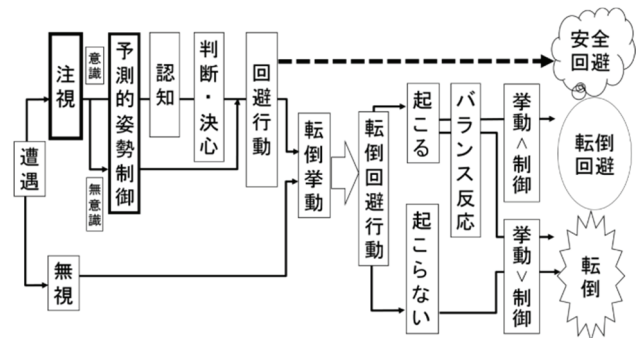 遭遇
注視
無視
意識
無意識
予測的姿勢制御
認知
判断・決心
回避行動
転倒挙動
転倒回避行動
起こる
起こらない
バランス反応
挙動<制御
挙動>制御
安全
回避
転倒
回避
転
倒